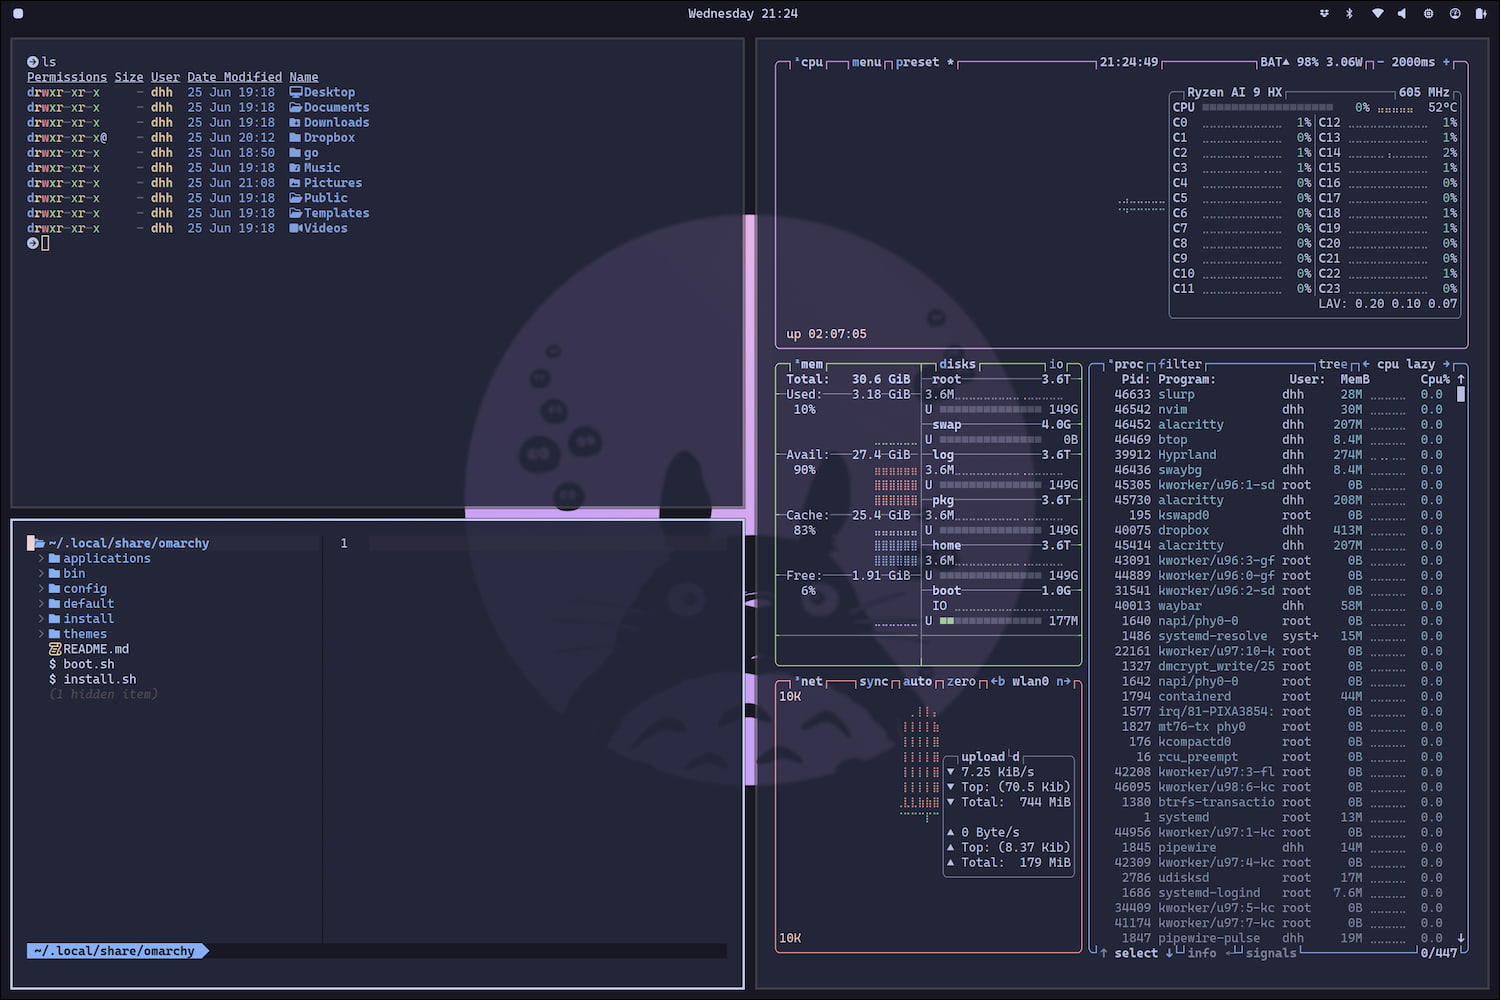 Wednesday 21:24
ls
Permissions Size User Date Modified Name
drwxr-xr-x - dhh 25 Jun 19:18 Desktop
drwxr-xr-x - dhh 25 Jun 19:18 Documents
drwxr-xr-x - dhh 25 Jun 19:18 Downloads
drwxr-xr-x@ - dhh 25 Jun 20:12 Dropbox
drwxr-xr-x - dhh 25 Jun 18:50 go
drwxr-xr-x - dhh 25 Jun 19:18 Music
drwxr-xr-x - dhh 25 Jun 21:08 Pictures
drwxr-xr-x - dhh 25 Jun 19:18 Public
drwxr-xr-x - dhh 25 Jun 19:18 Templates
drwxr-xr-x - dhh 25 Jun 19:18 Videos
~/.local/share/omarchy 1
> applications
> bin
> config
> default
> install
> themes
README.md
$ boot.sh
$ install.sh
(1 hidden item)
~/.local/share/omarchy
¹cpu menu preset * 21:24:49 BAT▲ 98% 3.06W - 2000ms +
Ryzen AI 9 HX 605 MHz
CPU 0% 52°C
C0 1% C12 1%
C1 0% C13 1%
C2 1% C14 2%
C3 1% C15 1%
C4 0% C16 0%
C5 0% C17 0%
C6 0% C18 1%
C7 0% C19 1%
C8 0% C20 0%
C9 0% C21 0%
C10 0% C22 1%
C11 0% C23 0%
LAV: 0.20 0.10 0.07
up 02:07:05
²mem
Total: 30.6 GiB
Used: 3.18 GiB
10%
Avail: 27.4 GiB
90%
Cache: 25.4 GiB
83%
Free: 1.91 GiB
6%
disks io
root 3.6T
3.6M
U 149G
swap 4.0G
U 0B
log 3.6T
3.6M
U 149G
pkg 3.6T
3.6M
U 149G
home 3.6T
3.6M
U 149G
boot 1.0G
IO
U 177M
³net sync auto zero ←b wlan0 n→
10K
upload d
▼ 7.25 KiB/s
▼ Top: (70.5 Kib)
▼ Total: 744 MiB
▲ 0 Byte/s
▲ Top: (8.37 Kib)
▲ Total: 179 MiB
10K
⁴proc filter tree ← cpu lazy →
Pid: Program: User: MemB Cpu% ↑
46633 slurp dhh 28M 0.0
46542 nvim dhh 30M 0.0
46452 alacritty dhh 207M 0.0
46469 btop dhh 8.4M 0.0
39912 Hyprland dhh 274M 0.0
46436 swaybg dhh 8.4M 0.0
45305 kworker/u96:1-sd root 0B 0.0
45730 alacritty dhh 208M 0.0
195 kswapd0 root 0B 0.0
40075 dropbox dhh 413M 0.0
45414 alacritty dhh 207M 0.0
43091 kworker/u96:3-gf root 0B 0.0
44889 kworker/u96:0-gf root 0B 0.0
31541 kworker/u96:2-sd root 0B 0.0
40013 waybar dhh 58M 0.0
1640 napi/phy0-0 root 0B 0.0
1486 systemd-resolve syst+ 15M 0.0
22161 kworker/u97:10-k root 0B 0.0
1327 dmcrypt_write/25 root 0B 0.0
1642 napi/phy0-0 root 0B 0.0
1794 containerd root 44M 0.0
1577 irq/81-PIXA3854: root 0B 0.0
1827 mt76-tx phy0 root 0B 0.0
176 kcompactd0 root 0B 0.0
16 rcu_preempt root 0B 0.0
42208 kworker/u97:3-fl root 0B 0.0
46095 kworker/u98:6-kc root 0B 0.0
1380 btrfs-transactio root 0B 0.0
1 systemd root 13M 0.0
44956 kworker/u97:1-kc root 0B 0.0
1845 pipewire dhh 14M 0.0
42309 kworker/u97:4-kc root 0B 0.0
2786 udisksd root 17M 0.0
1686 systemd-logind root 7.6M 0.0
34409 kworker/u97:5-kc root 0B 0.0
41174 kworker/u97:7-kc root 0B 0.0
1847 pipewire-pulse dhh 19M 0.0 ↓
↑ select ↓ info ↵ signals 0/447